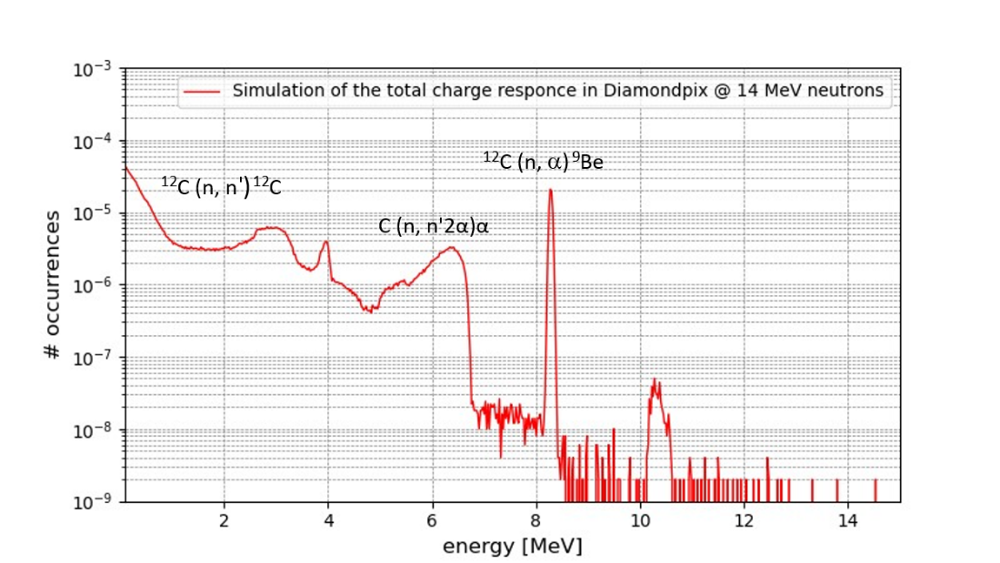 10⁻³
Simulation of the total charge responce in Diamondpix @ 14 MeV neutrons
10⁻⁴
¹²C (n, α)⁹Be
¹²C (n, n')¹²C
10⁻⁵
C (n, n'2α)α
# occurrences
10⁻⁶
10⁻⁷
10⁻⁸
10⁻⁹
2 4 6 8 10 12 14
energy [MeV]